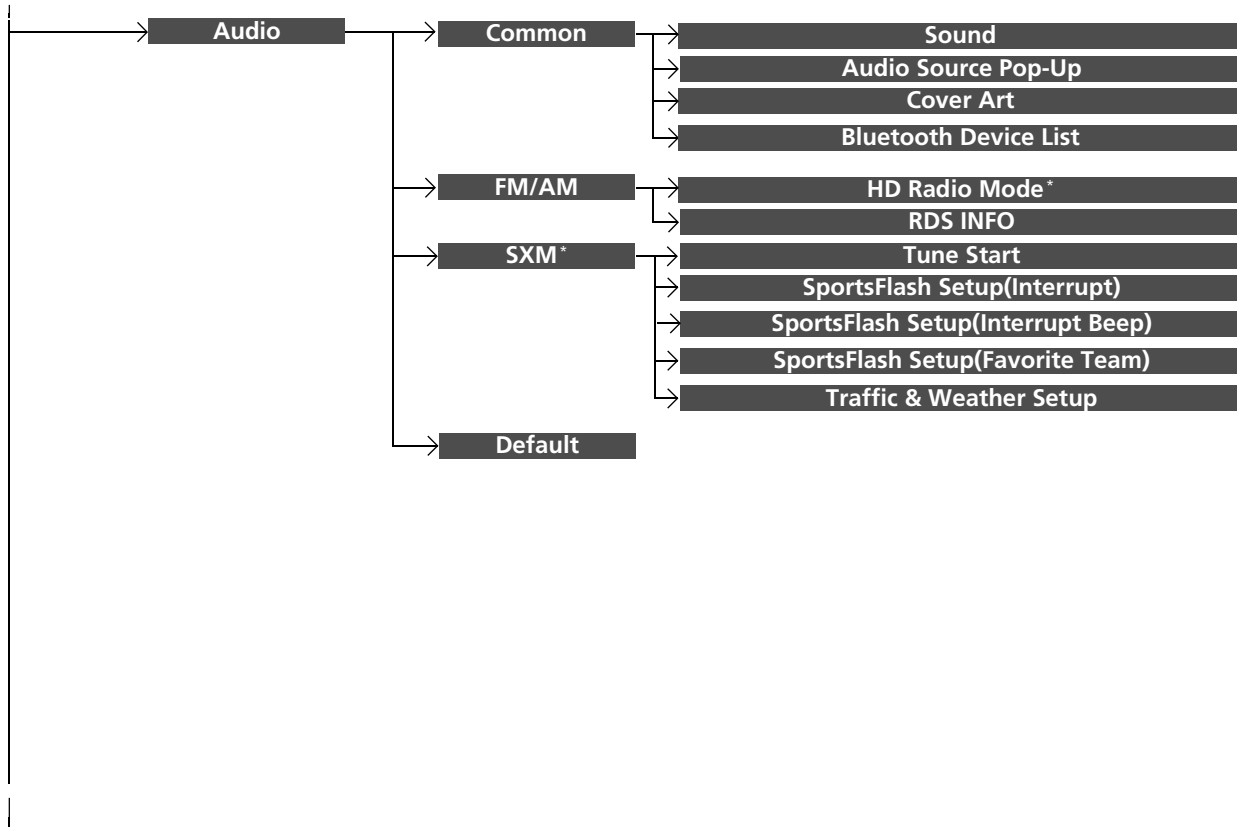 Audio
Common
Sound
Audio Source Pop-Up
Cover Art
Bluetooth Device List
FM/AM
HD Radio Mode*
RDS INFO
SXM*
Tune Start
SportsFlash Setup(Interrupt)
SportsFlash Setup(Interrupt Beep)
SportsFlash Setup(Favorite Team)
Traffic & Weather Setup
Default